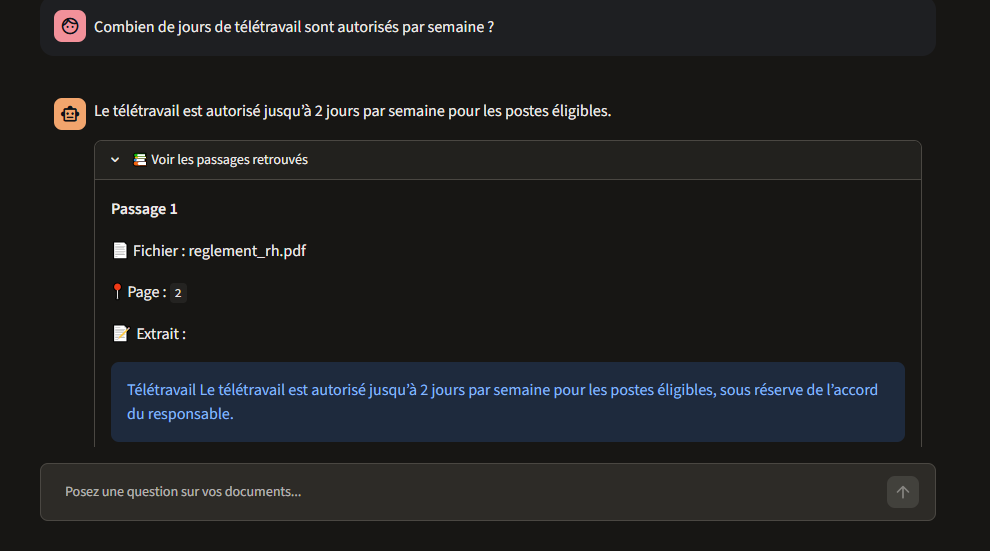 Combien de jours de télétravail sont autorisés par semaine ?
Le télétravail est autorisé jusqu’à 2 jours par semaine pour les postes éligibles.
Voir les passages retrouvés
Passage 1
Fichier : reglement_rh.pdf
Page : 2
Extrait :
Télétravail Le télétravail est autorisé jusqu’à 2 jours par semaine pour les postes éligibles, sous réserve de l’accord
du responsable.
Posez une question sur vos documents...